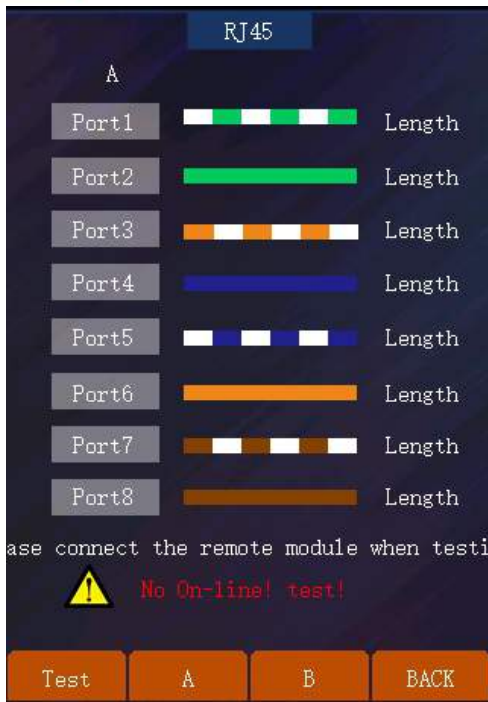 RJ45
A
Port1 Length
Port2 Length
Port3 Length
Port4 Length
Port5 Length
Port6 Length
Port7 Length
Port8 Length
ase connect the remote module when testi
No On-line! test!
Test A B BACK